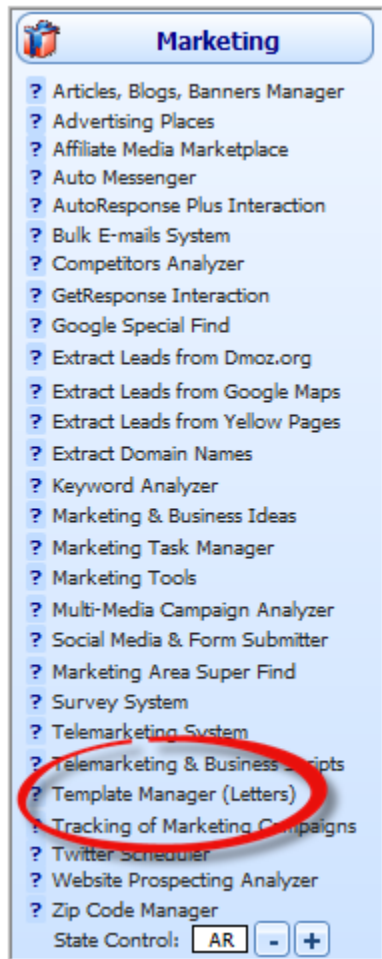 Marketing
? Articles, Blogs, Banners Manager
? Advertising Places
? Affiliate Media Marketplace
? Auto Messenger
? AutoResponse Plus Interaction
? Bulk E-mails System
? Competitors Analyzer
? GetResponse Interaction
? Google Special Find
? Extract Leads from Dmoz.org
? Extract Leads from Google Maps
? Extract Leads from Yellow Pages
? Extract Domain Names
? Keyword Analyzer
? Marketing & Business Ideas
? Marketing Task Manager
? Marketing Tools
? Multi-Media Campaign Analyzer
? Social Media & Form Submitter
? Marketing Area Super Find
? Survey System
? Telemarketing System
? Telemarketing & Business Scripts
? Template Manager (Letters)
? Tracking of Marketing Campaigns
? Twitter Scheduler
? Website Prospecting Analyzer
? Zip Code Manager
State Control: AR - +